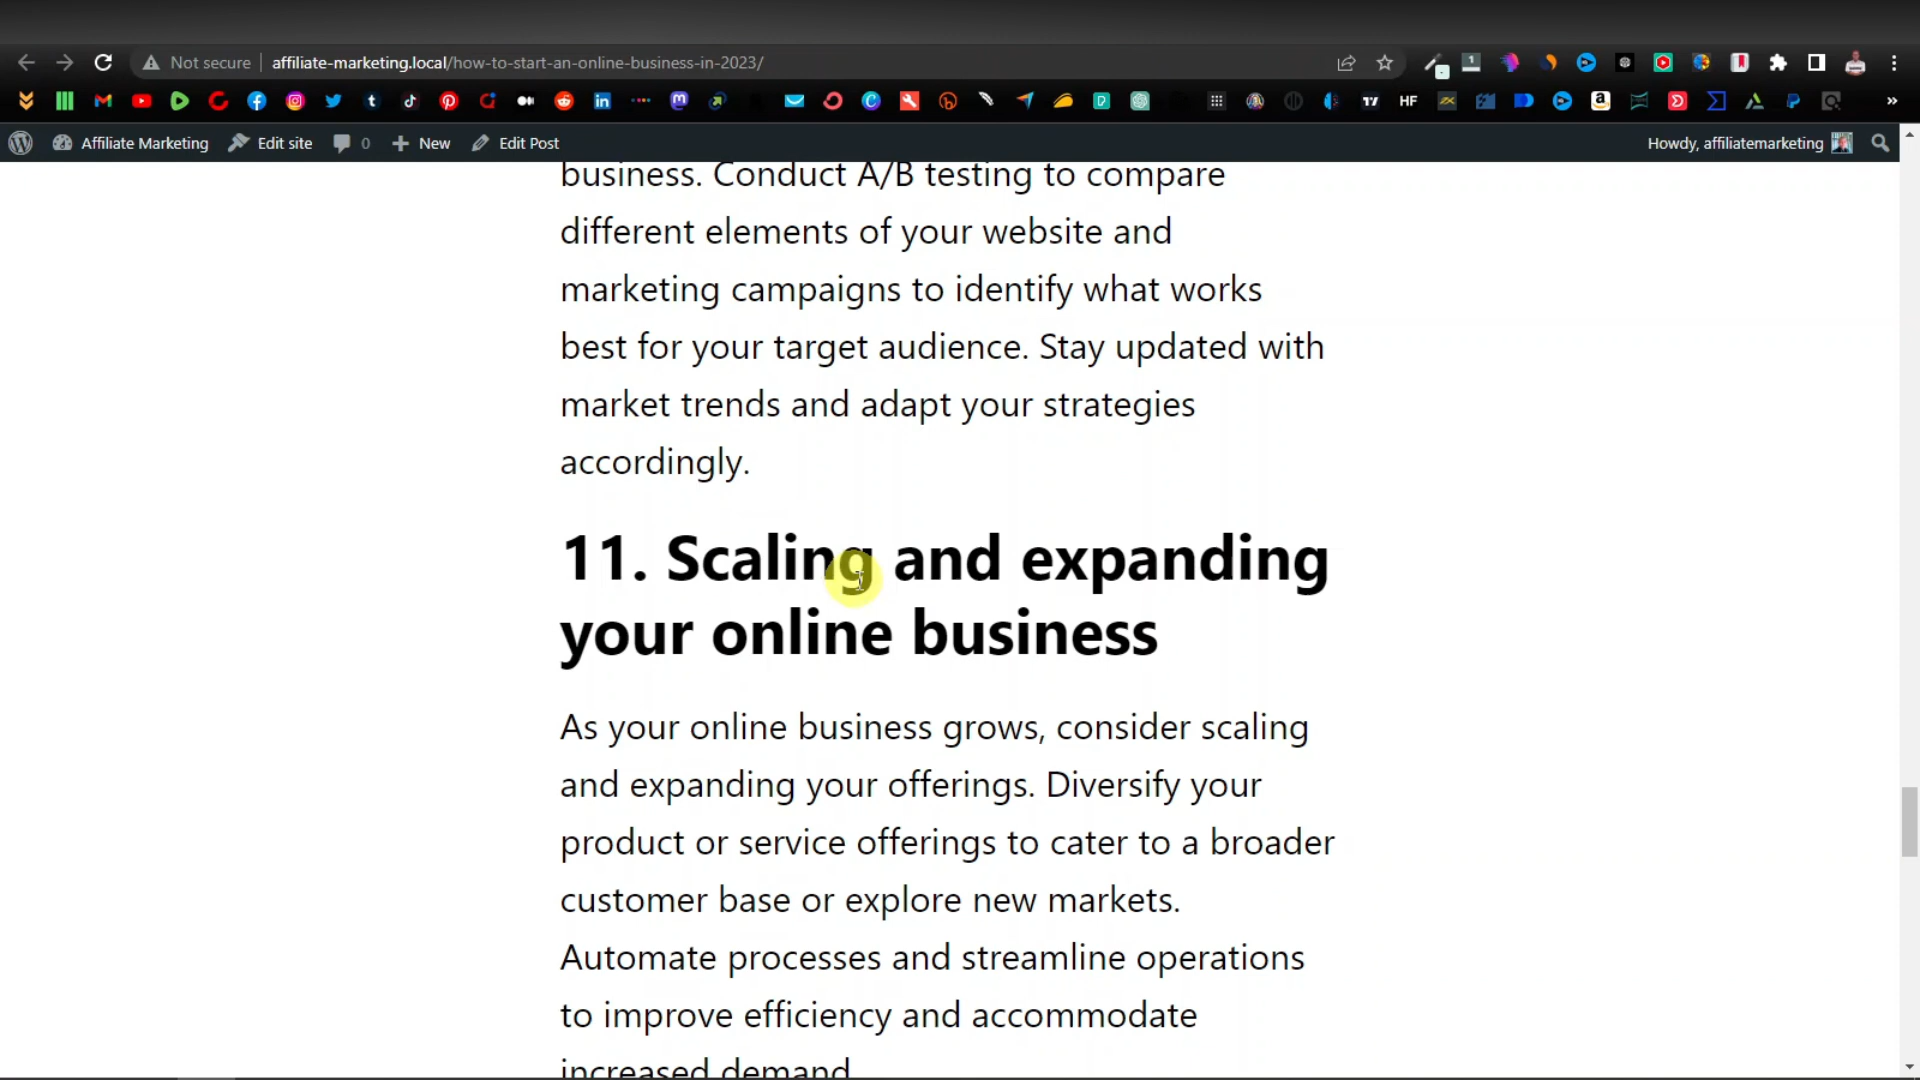 Not secure affiliate-marketing.local/how-to-start-an-online-business-in-2023/
Affiliate Marketing Edit site 0 New Edit Post Howdy, affiliatemarketing
business. Conduct A/B testing to compare
different elements of your website and
marketing campaigns to identify what works
best for your target audience. Stay updated with
market trends and adapt your strategies
accordingly.
11. Scaling and expanding
your online business
As your online business grows, consider scaling
and expanding your offerings. Diversify your
product or service offerings to cater to a broader
customer base or explore new markets.
Automate processes and streamline operations
to improve efficiency and accommodate
increased demand